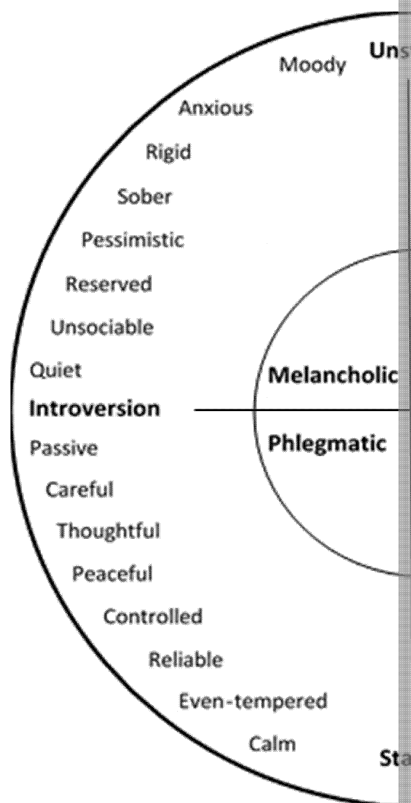 Moody
Anxious
Rigid
Sober
Pessimistic
Reserved
Unsociable
Quiet
Melancholic
Introversion
Phlegmatic
Passive
Careful
Thoughtful
Peaceful
Controlled
Reliable
Even-tempered
Calm